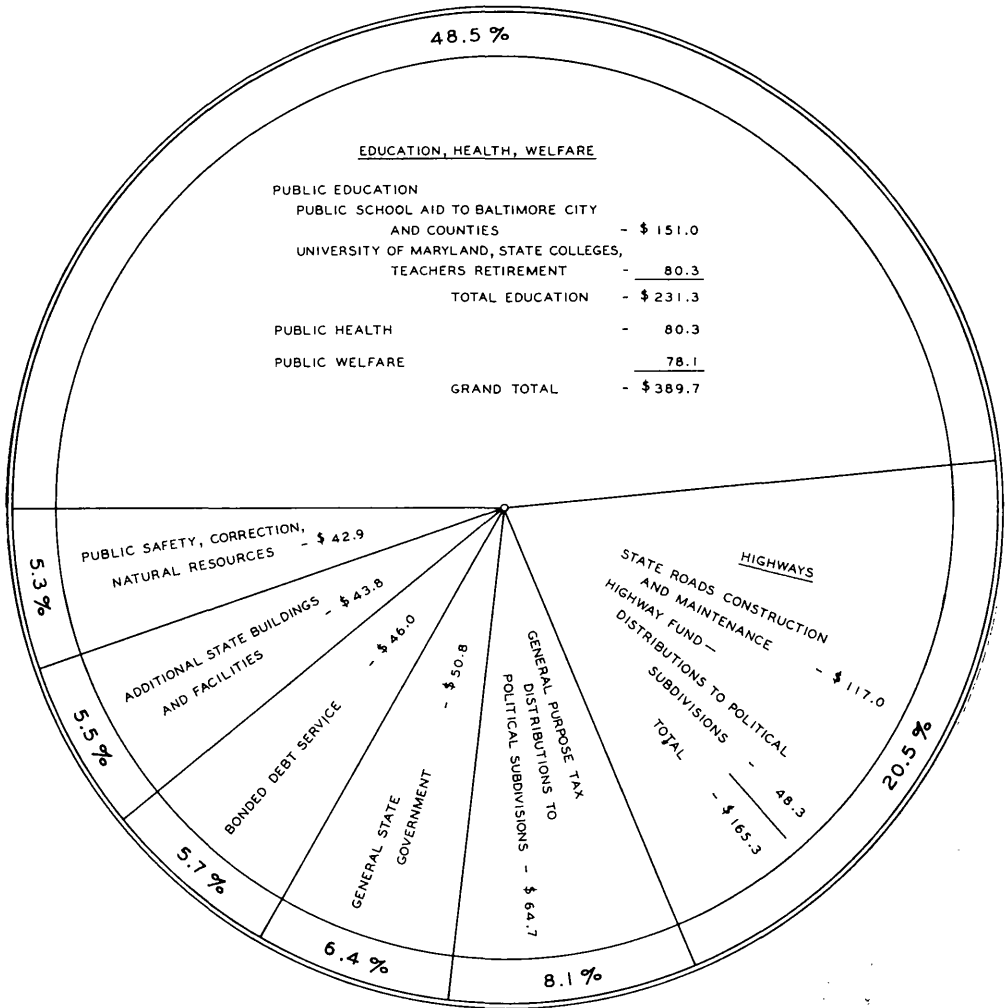 48.5 %
EDUCATION, HEALTH, WELFARE
PUBLIC EDUCATION
PUBLIC SCHOOL AID TO BALTIMORE CITY
AND COUNTIES - $ 151.0
UNIVERSITY OF MARYLAND, STATE COLLEGES,
TEACHERS RETIREMENT - 80.3
TOTAL EDUCATION - $ 231.3
PUBLIC HEALTH - 80.3
PUBLIC WELFARE 78.1
GRAND TOTAL - $ 389.7
HIGHWAYS
STATE ROADS CONSTRUCTION
AND MAINTENANCE - $ 117.0
HIGHWAY FUND—
DISTRIBUTIONS TO POLITICAL
SUBDIVISIONS - 48.3
TOTAL - $ 165.3
20.5 %
GENERAL PURPOSE TAX
DISTRIBUTIONS TO
POLITICAL SUBDIVISIONS - $ 64.7
8.1 %
GENERAL STATE
GOVERNMENT - $ 50.8
6.4 %
BONDED DEBT SERVICE - $ 46.0
5.7 %
ADDITIONAL STATE BUILDINGS - $ 43.8
AND FACILITIES
5.5 %
PUBLIC SAFETY, CORRECTION,
NATURAL RESOURCES - $ 42.9
5.3 %